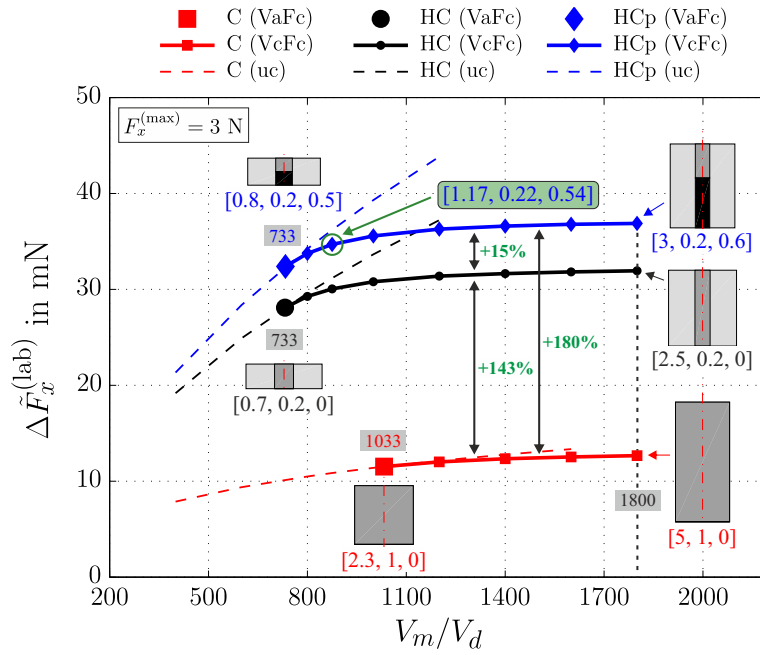 C (VaFc) HC (VaFc) HCp (VaFc)
C (VcFc) HC (VcFc) HCp (VcFc)
C (uc) HC (uc) HCp (uc)
50
40
30
20
10
0
ΔF̃ₓ⁽ˡᵃᵇ⁾ in mN
Fₓ⁽ᵐᵃˣ⁾ = 3 N
[0.8, 0.2, 0.5]
[1.17, 0.22, 0.54]
733
+15%
[3, 0.2, 0.6]
733
+180%
+143%
[0.7, 0.2, 0]
[2.5, 0.2, 0]
1033
[2.3, 1, 0]
1800
[5, 1, 0]
200 500 800 1100 1400 1700 2000
Vₘ/V_d